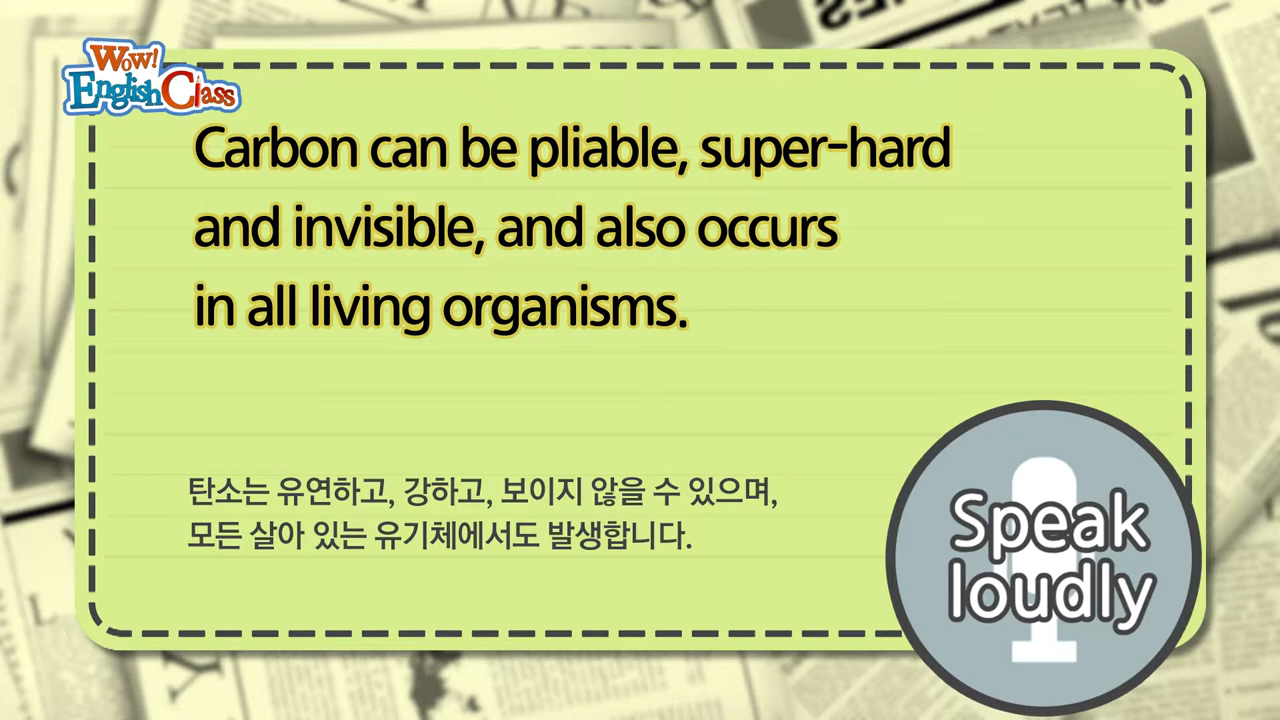 Wow!
English Class
Carbon can be pliable, super-hard
and invisible, and also occurs
in all living organisms.
탄소는 유연하고, 강하고, 보이지 않을 수 있으며,
모든 살아 있는 유기체에서도 발생합니다.
Speak
loudly